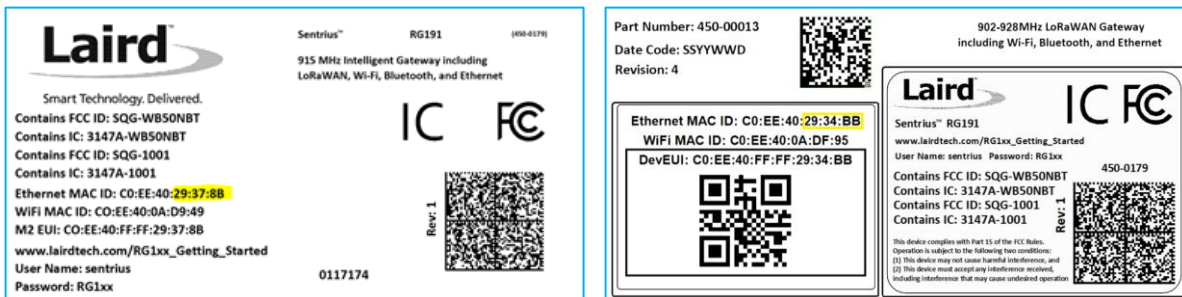 Laird™
Smart Technology. Delivered.
Sentrius™ RG191 (450-0179)
915 MHz Intelligent Gateway including
LoRaWAN, Wi-Fi, Bluetooth, and Ethernet
IC FC
Contains FCC ID: SQG-WB50NBT
Contains IC: 3147A-WB50NBT
Contains FCC ID: SQG-1001
Contains IC: 3147A-1001
Ethernet MAC ID: C0:EE:40:29:37:8B
WiFi MAC ID: CO:EE:40:0A:D9:49
M2 EUI: CO:EE:40:FF:FF:29:37:8B
www.lairdtech.com/RG1xx_Getting_Started
User Name: sentrius
Password: RG1xx
Rev: 1
0117174
Part Number: 450-00013
Date Code: SSYYWWD
Revision: 4
902-928MHz LoRaWAN Gateway
including Wi-Fi, Bluetooth, and Ethernet
Ethernet MAC ID: C0:EE:40:29:34:BB
WiFi MAC ID: C0:EE:40:0A:DF:95
DevEUI: C0:EE:40:FF:FF:29:34:BB
Laird™
IC FC
Sentrius™ RG191
www.lairdtech.com/RG1xx_Getting_Started
User Name: sentrius Password: RG1xx
450-0179
Contains FCC ID: SQG-WB50NBT
Contains IC: 3147A-WB50NBT
Contains FCC ID: SQG-1001
Contains IC: 3147A-1001
Rev: 1
This device complies with Part 15 of the FCC Rules.
Operation is subject to the following two conditions:
(1) This device may not cause harmful interference, and
(2) This device must accept any interference received,
including interference that may cause undesired operation